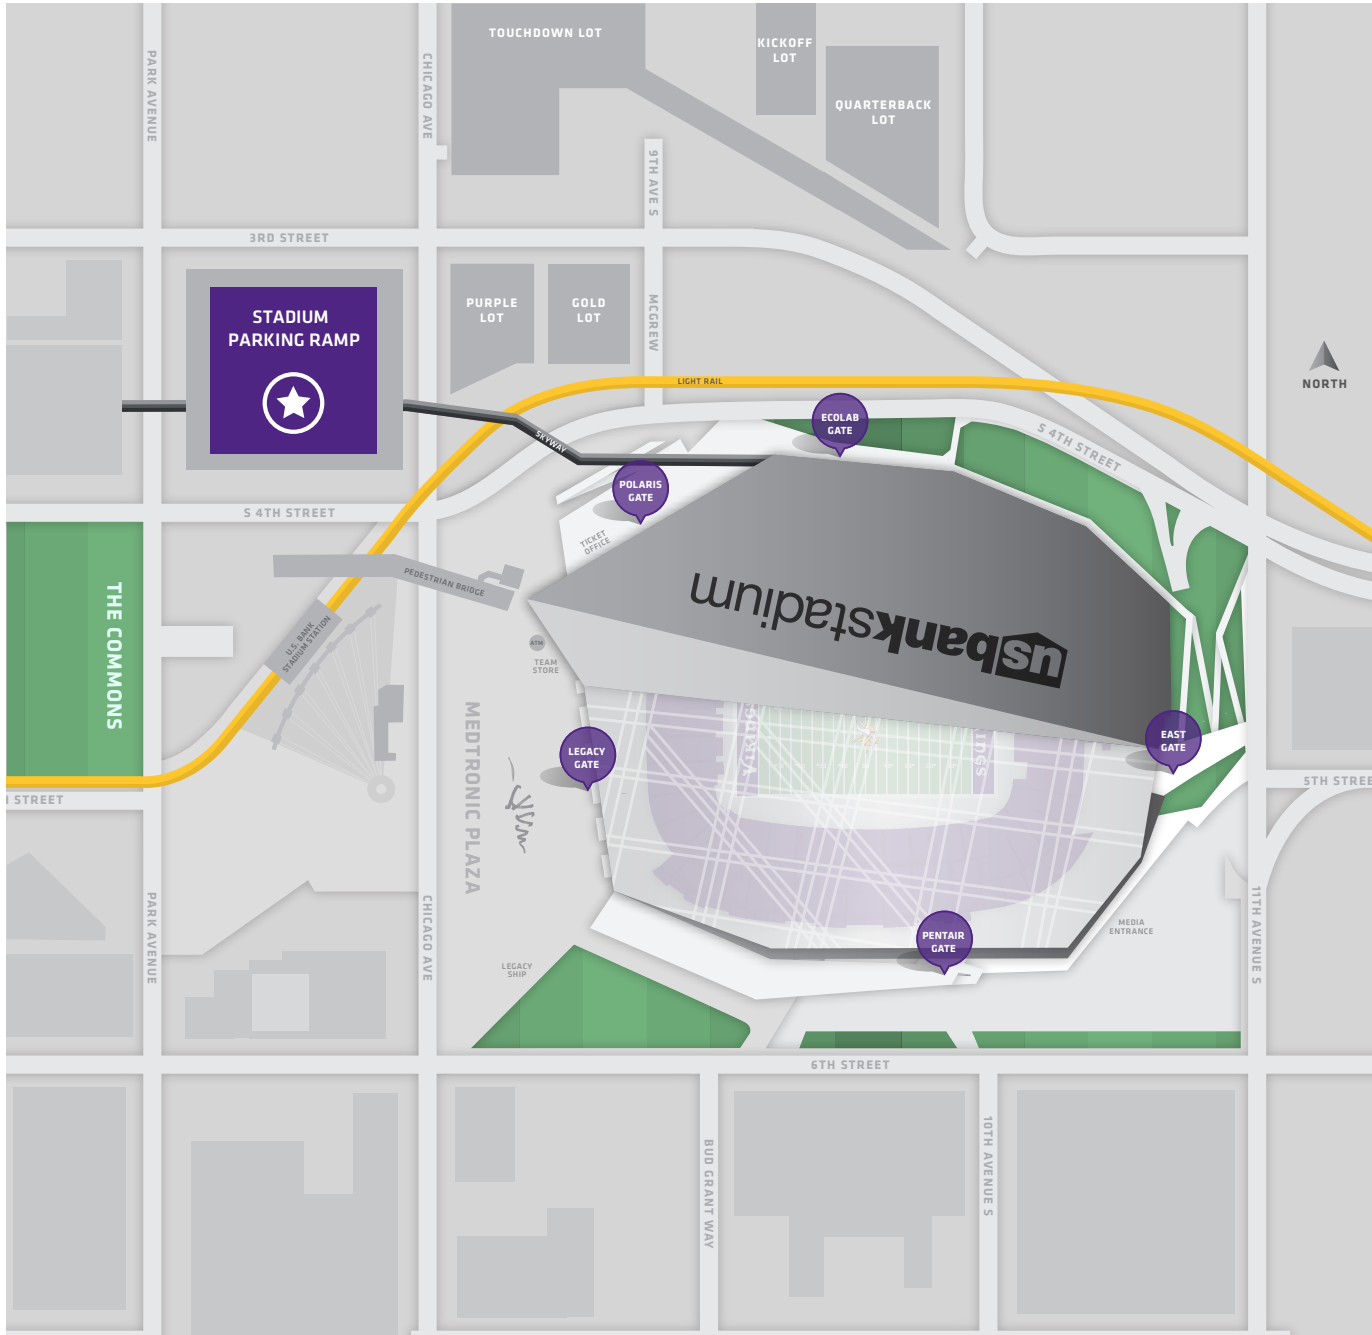 TOUCHDOWN LOT
KICKOFF
LOT
QUARTERBACK
LOT
PARK AVENUE
CHICAGO AVE
9TH AVE S
3RD STREET
STADIUM
PARKING RAMP
PURPLE
LOT
GOLD
LOT
MCGREW
LIGHT RAIL
NORTH
ECOLAB
GATE
S 4TH STREET
SKYWAY
POLARIS
GATE
S 4TH STREET
TICKET
OFFICE
PEDESTRIAN BRIDGE
usbankstadium
THE COMMONS
U.S. BANK
STADIUM STATION
ATM
TEAM
STORE
MEDTRONIC PLAZA
LEGACY
GATE
EAST
GATE
5TH STREE
H STREET
PARK AVENUE
CHICAGO AVE
11TH AVENUE S
MEDIA
ENTRANCE
PENTAIR
GATE
LEGACY
SHIP
6TH STREET
BUD GRANT WAY
10TH AVENUE S